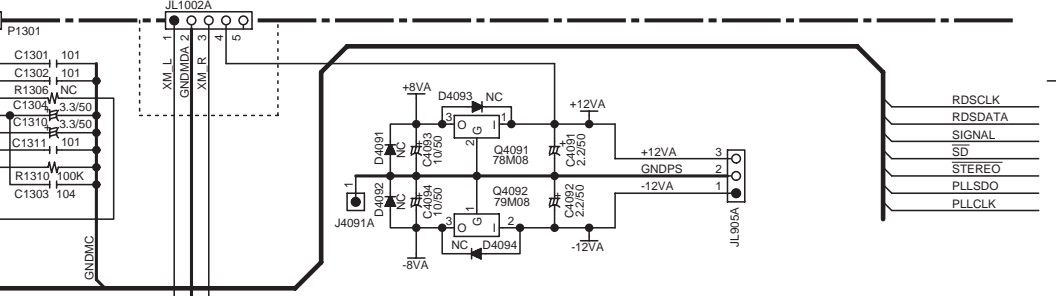 JL1002A
P1301
1
2
3
4
5
XM_L
GNDMDA
XM_R
C1301 101
C1302 101
R1306 NC
C1304 3.3/50
C1310 3.3/50
C1311 101
R1310 100K
C1303 104
GNDMC
+8VA
D4093 NC
+12VA
3 O G I 1
2
Q4091
78M08
D4091
NC
C4093
10/50
C4091
2.2/50
+12VA 3
GNDPS 2
-12VA 1
JL905A
1
J4091A
D4092
NC
C4094
10/50
Q4092
79M08
C4092
2.2/50
1
3 O G I 2
NC D4094
-8VA
-12VA
RDSCLK
RDSDATA
SIGNAL
SD
STEREO
PLLSDO
PLLCLK